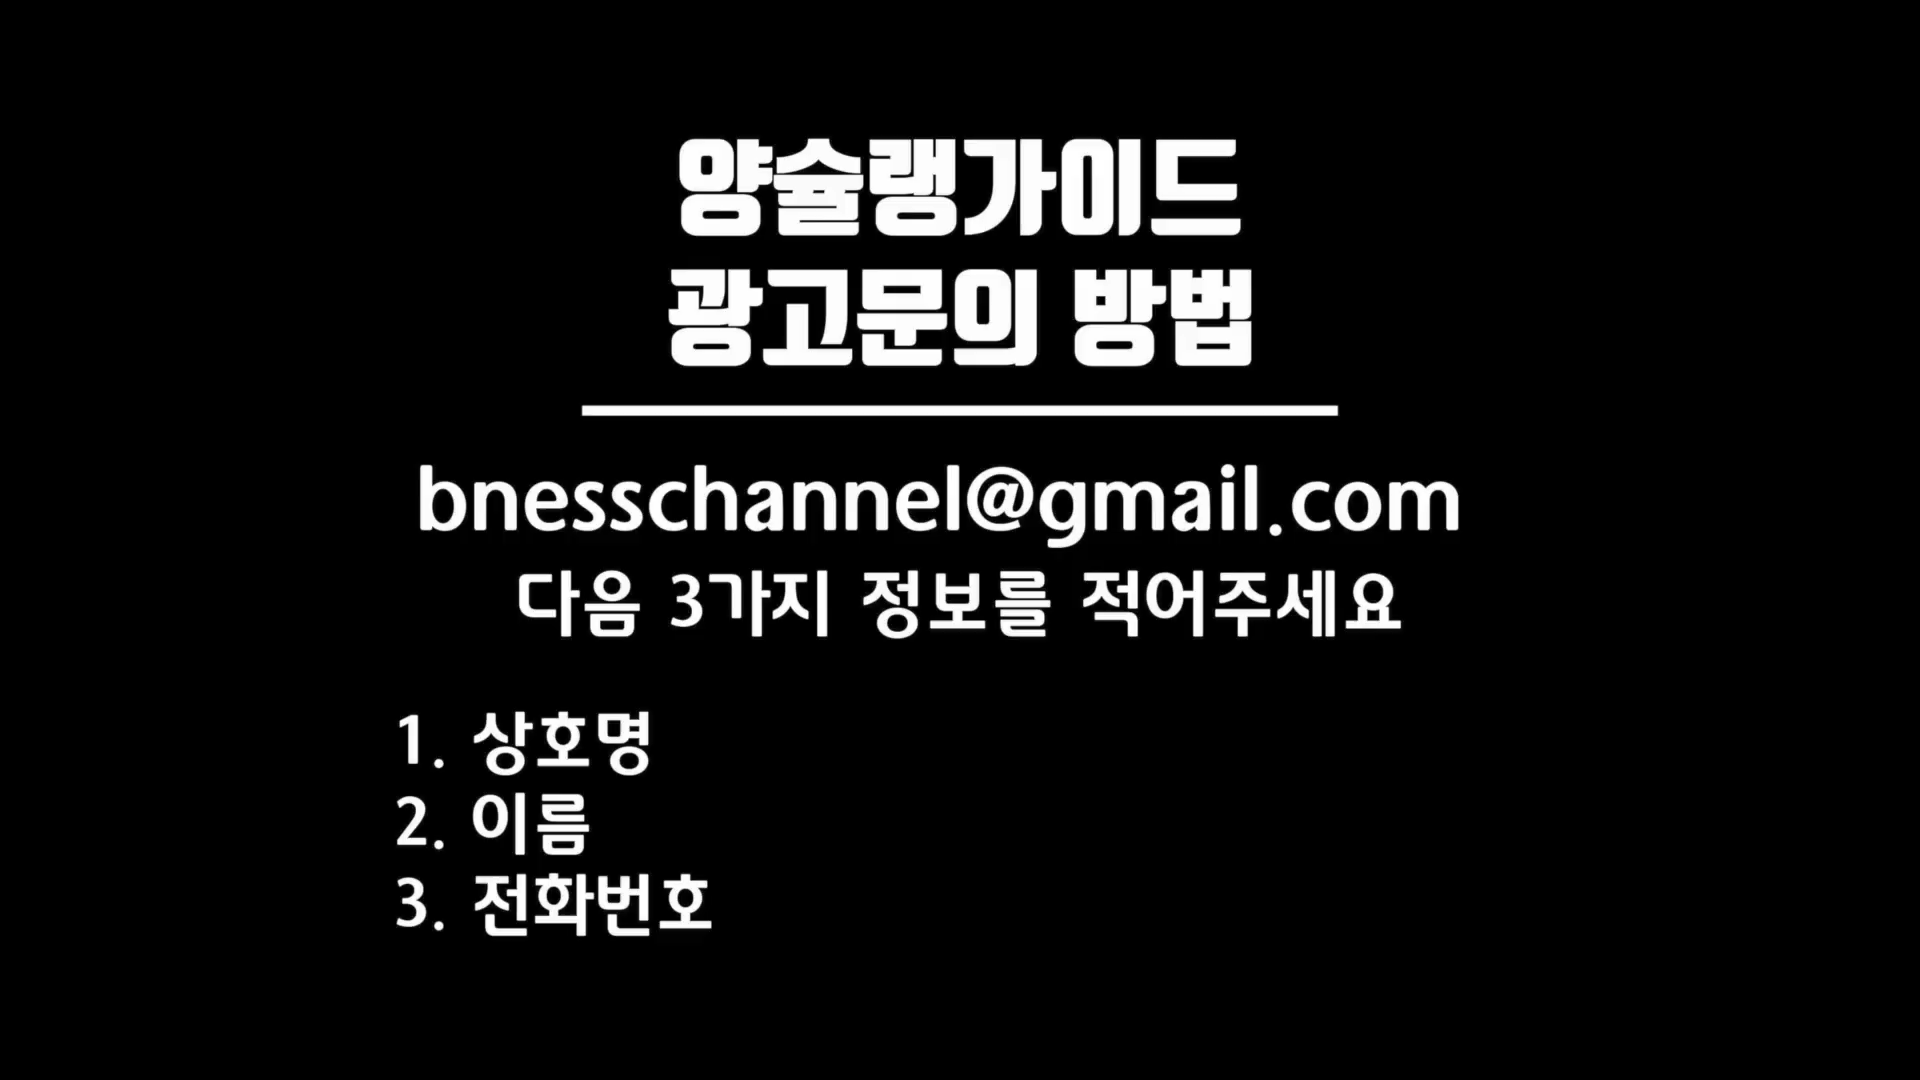 양슐랭가이드
광고문의 방법
bnesschannel@gmail.com
다음 3가지 정보를 적어주세요
1. 상호명
2. 이름
3. 전화번호